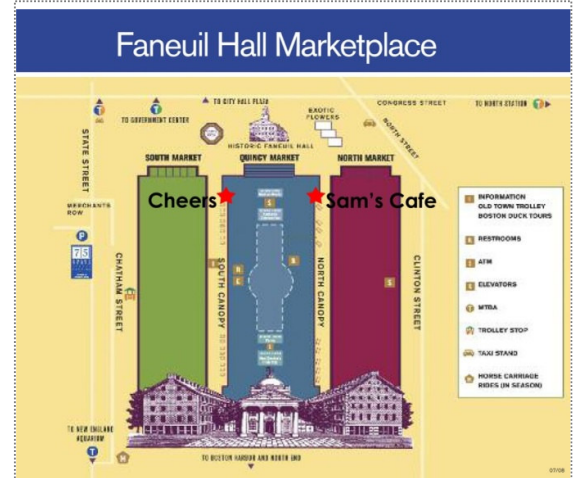 Faneuil Hall Marketplace
TO CITY HALL PLAZA
EXOTIC
FLOWERS
CONGRESS STREET
TO NORTH STATION
T
TO GOVERNMENT CENTER
NORTH STREET
STATE STREET
HISTORIC FANEUIL HALL
SOUTH MARKET
QUINCY MARKET
NORTH MARKET
Cheers
Sam's Cafe
MERCHANTS
ROW
P
75
CHATHAM STREET
SOUTH CANOPY
NORTH CANOPY
CLINTON STREET
INFORMATION
OLD TOWN TROLLEY
BOSTON DUCK TOURS
RESTROOMS
ATM
ELEVATORS
MTBA
TROLLEY STOP
TAXI STAND
HORSE CARRIAGE
RIDES (IN SEASON)
TO NEW ENGLAND
AQUARIUM
T
H
TO BOSTON HARBOR AND NORTH END